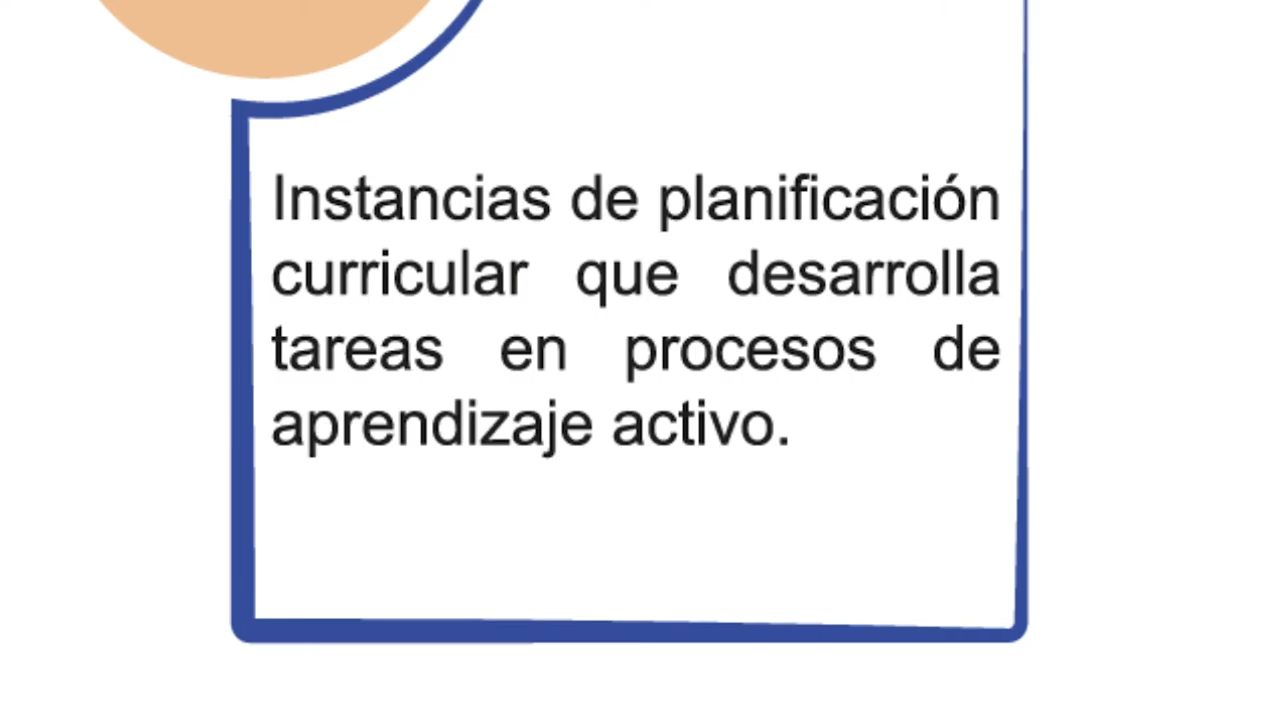 Instancias de planificación
curricular que desarrolla
tareas en procesos de
aprendizaje activo.